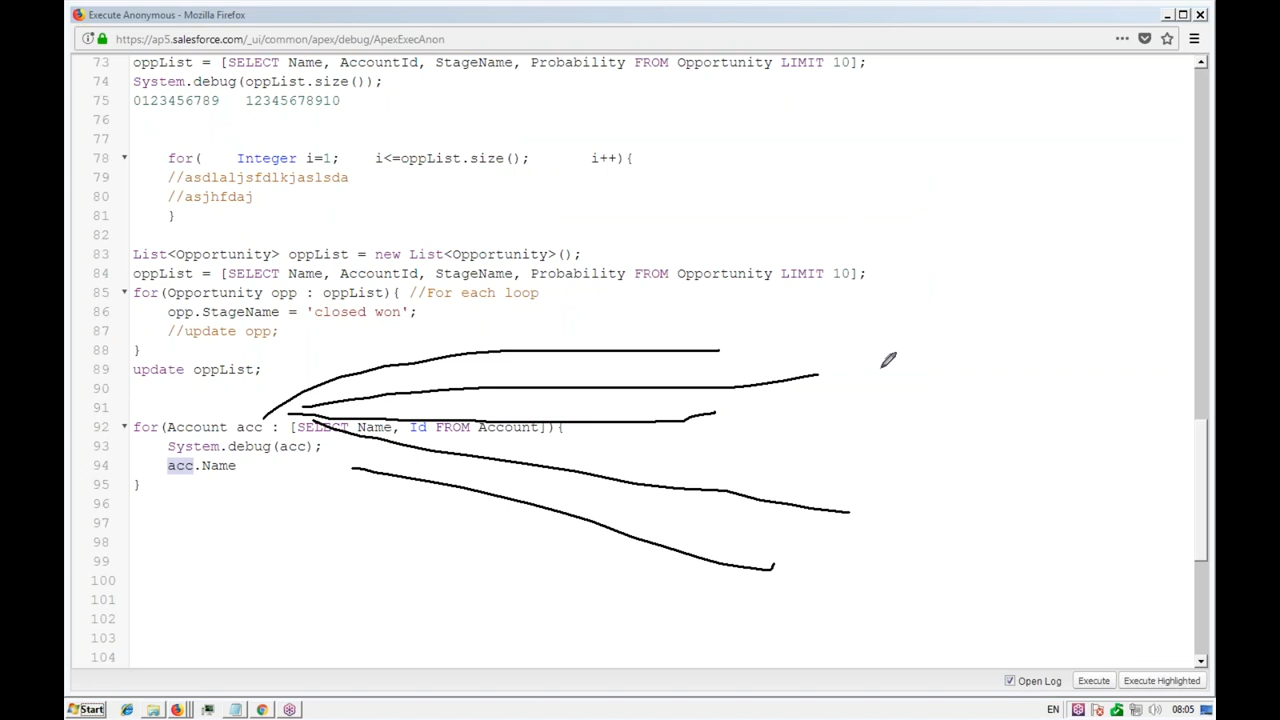 Execute Anonymous - Mozilla Firefox
https://ap5.salesforce.com/_ui/common/apex/debug/ApexExecAnon
73 oppList = [SELECT Name, AccountId, StageName, Probability FROM Opportunity LIMIT 10];
74 System.debug(oppList.size());
75 0123456789 12345678910
76
77
78 for( Integer i=1; i<=oppList.size(); i++){
79 //asdlaljsfdlkjaslsda
80 //asjhfdaj
81 }
82
83 List<Opportunity> oppList = new List<Opportunity>();
84 oppList = [SELECT Name, AccountId, StageName, Probability FROM Opportunity LIMIT 10];
85 for(Opportunity opp : oppList){ //For each loop
86 opp.StageName = 'closed won';
87 //update opp;
88 }
89 update oppList;
90
91
92 for(Account acc : [SELECT Name, Id FROM Account]){
93 System.debug(acc);
94 acc.Name
95 }
96
97
98
99
100
101
102
103
104
Open Log Execute Execute Highlighted
Start EN 08:05